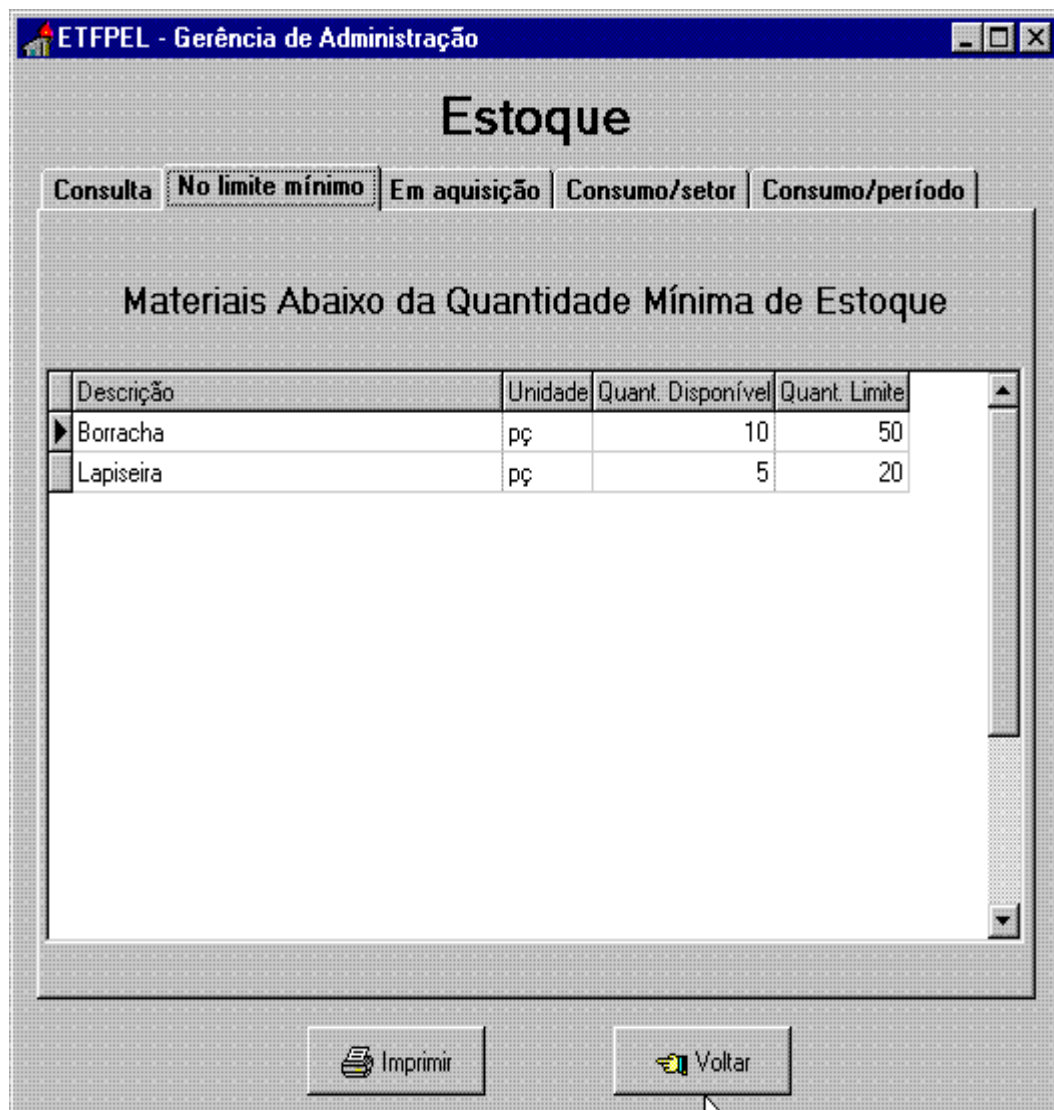 ETFPEL - Gerência de Administração
Estoque
Consulta No limite mínimo Em aquisição Consumo/setor Consumo/período
Materiais Abaixo da Quantidade Mínima de Estoque
Descrição Unidade Quant. Disponível Quant. Limite
Borracha pç 10 50
Lapiseira pç 5 20
Imprimir Voltar